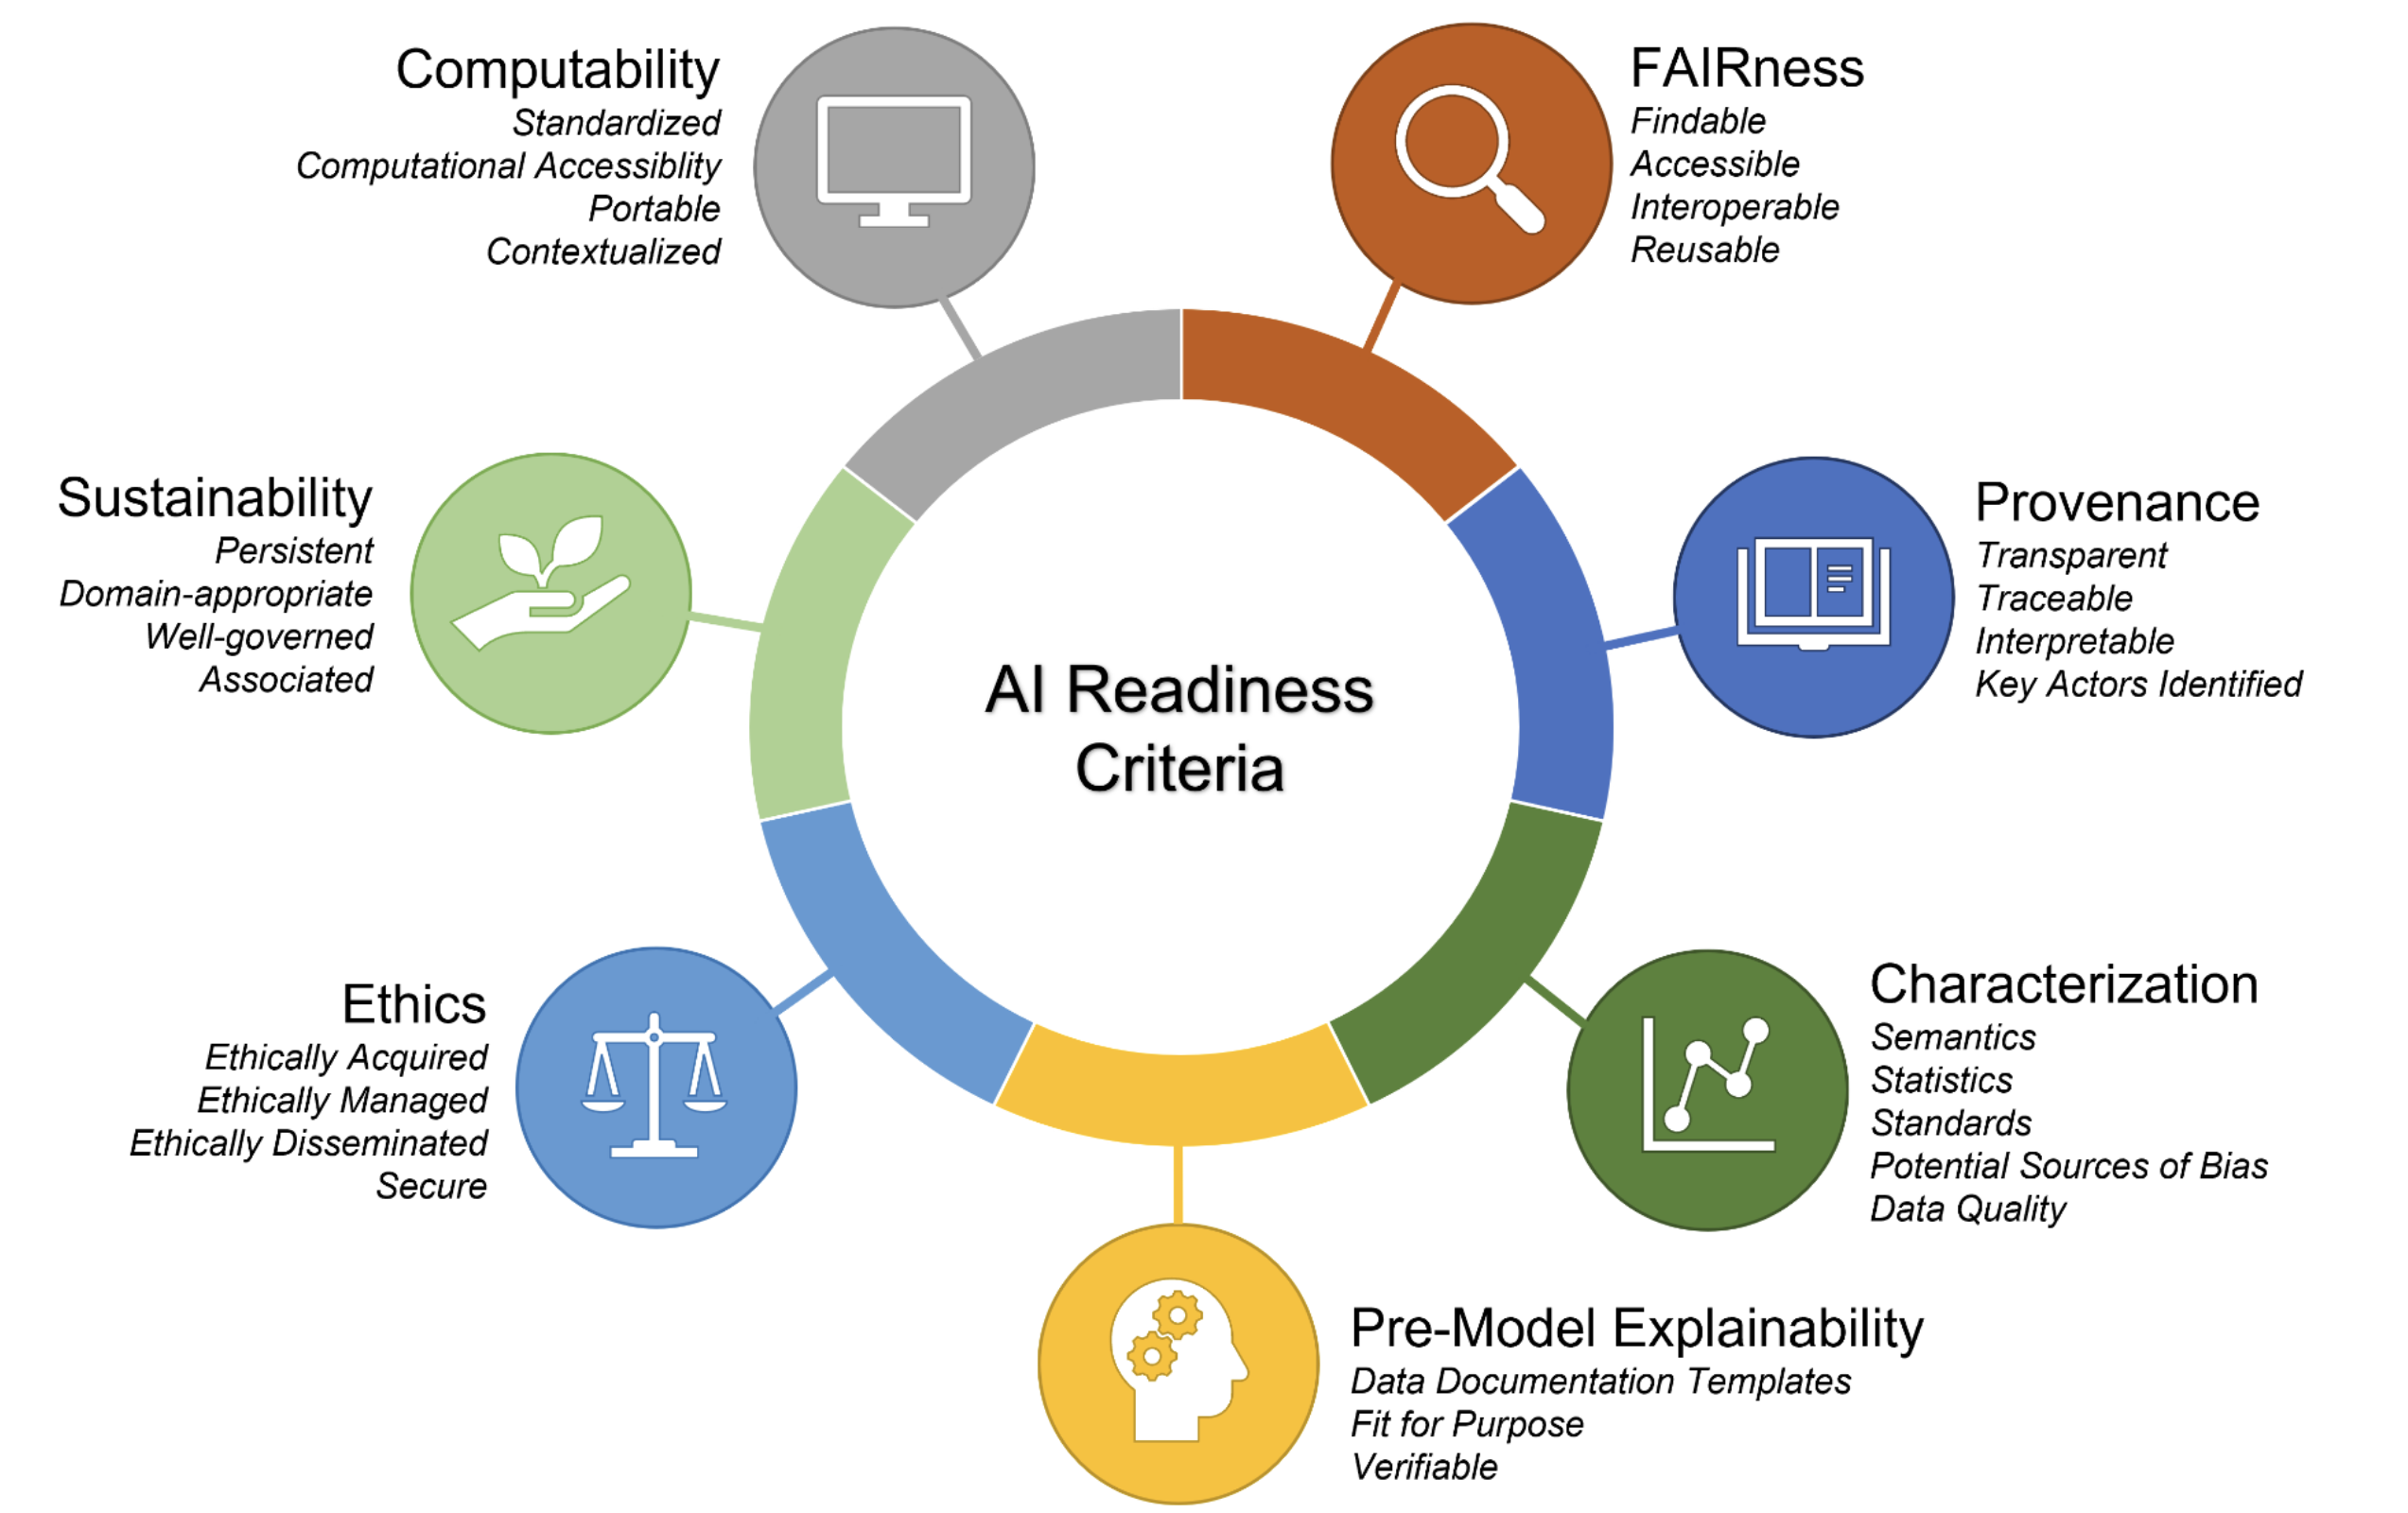 Computability
Standardized
Computational Accessiblity
Portable
Contextualized
FAIRness
Findable
Accessible
Interoperable
Reusable
Sustainability
Persistent
Domain-appropriate
Well-governed
Associated
Provenance
Transparent
Traceable
Interpretable
Key Actors Identified
AI Readiness
Criteria
Ethics
Ethically Acquired
Ethically Managed
Ethically Disseminated
Secure
Characterization
Semantics
Statistics
Standards
Potential Sources of Bias
Data Quality
Pre-Model Explainability
Data Documentation Templates
Fit for Purpose
Verifiable